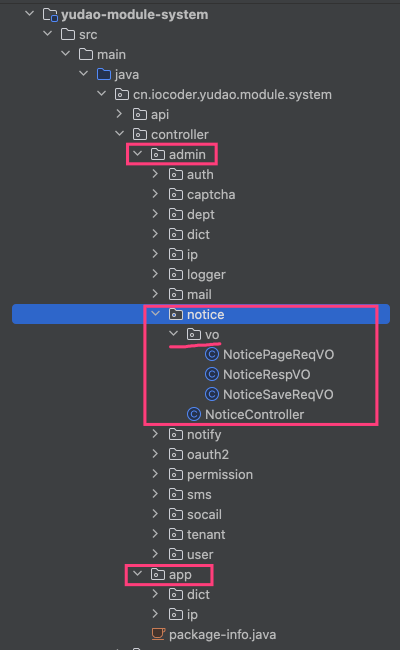 yudao-module-system
src
main
java
cn.iocoder.yudao.module.system
api
controller
admin
auth
captcha
dept
dict
ip
logger
mail
notice
vo
NoticePageReqVO
NoticeRespVO
NoticeSaveReqVO
NoticeController
notify
oauth2
permission
sms
socail
tenant
user
app
dict
ip
package-info.java